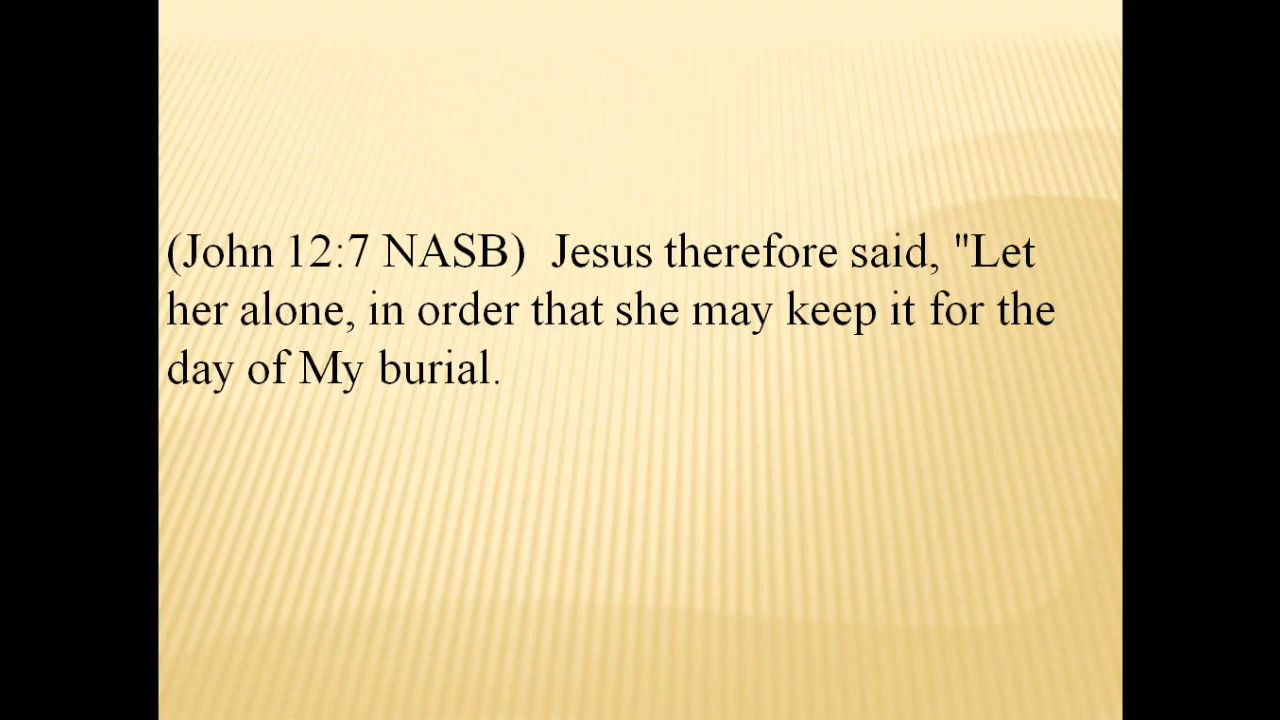 (John 12:7 NASB)  Jesus therefore said, "Let
her alone, in order that she may keep it for the
day of My burial.